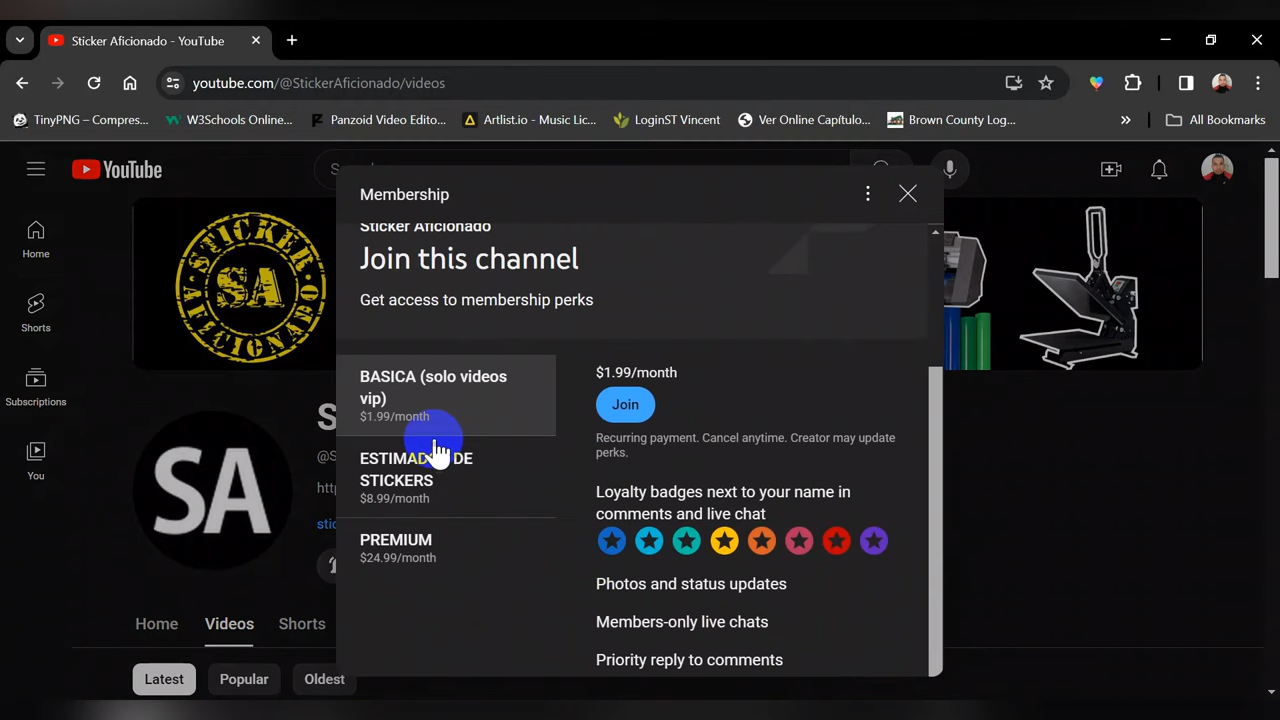 Sticker Aficionado - YouTube
youtube.com/@StickerAficionado/videos
TinyPNG – Compres...
W3Schools Online...
Panzoid Video Edito...
Artlist.io - Music Lic...
LoginST Vincent
Ver Online Capítulo...
Brown County Log...
All Bookmarks
YouTube
Home
Shorts
Subscriptions
You
STICKER
SA
AFICIONADO
SA
Membership
Sticker Aficionado
Join this channel
Get access to membership perks
BASICA (solo videos
vip)
$1.99/month
DE
STICKERS
$8.99/month
PREMIUM
$24.99/month
$1.99/month
Join
Recurring payment. Cancel anytime. Creator may update
perks.
Loyalty badges next to your name in
comments and live chat
Photos and status updates
Members-only live chats
Priority reply to comments
Home
Videos
Shorts
Latest
Popular
Oldest